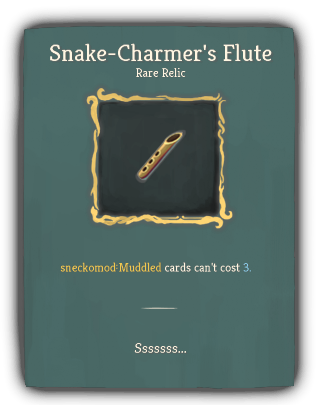 Snake-Charmer's Flute
Rare Relic
sneckomod:Muddled cards can't cost 3.
Sssssss...